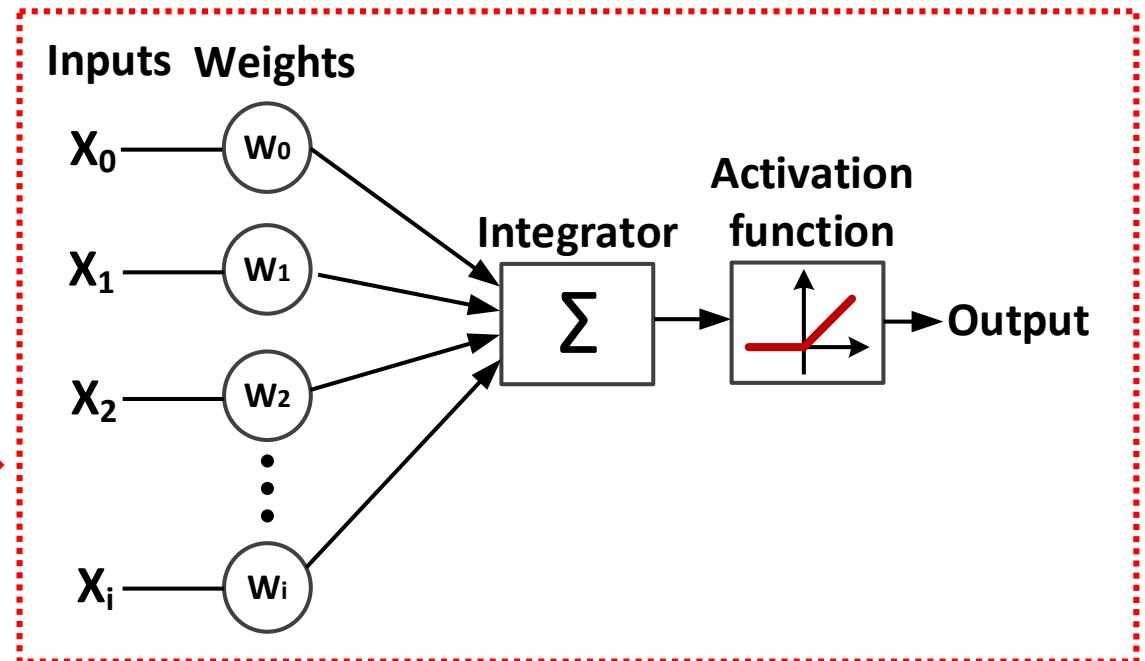 Inputs Weights
X₀ W₀
Activation
function
Integrator
X₁ W₁
Σ
Output
X₂ W₂
Xᵢ Wᵢ